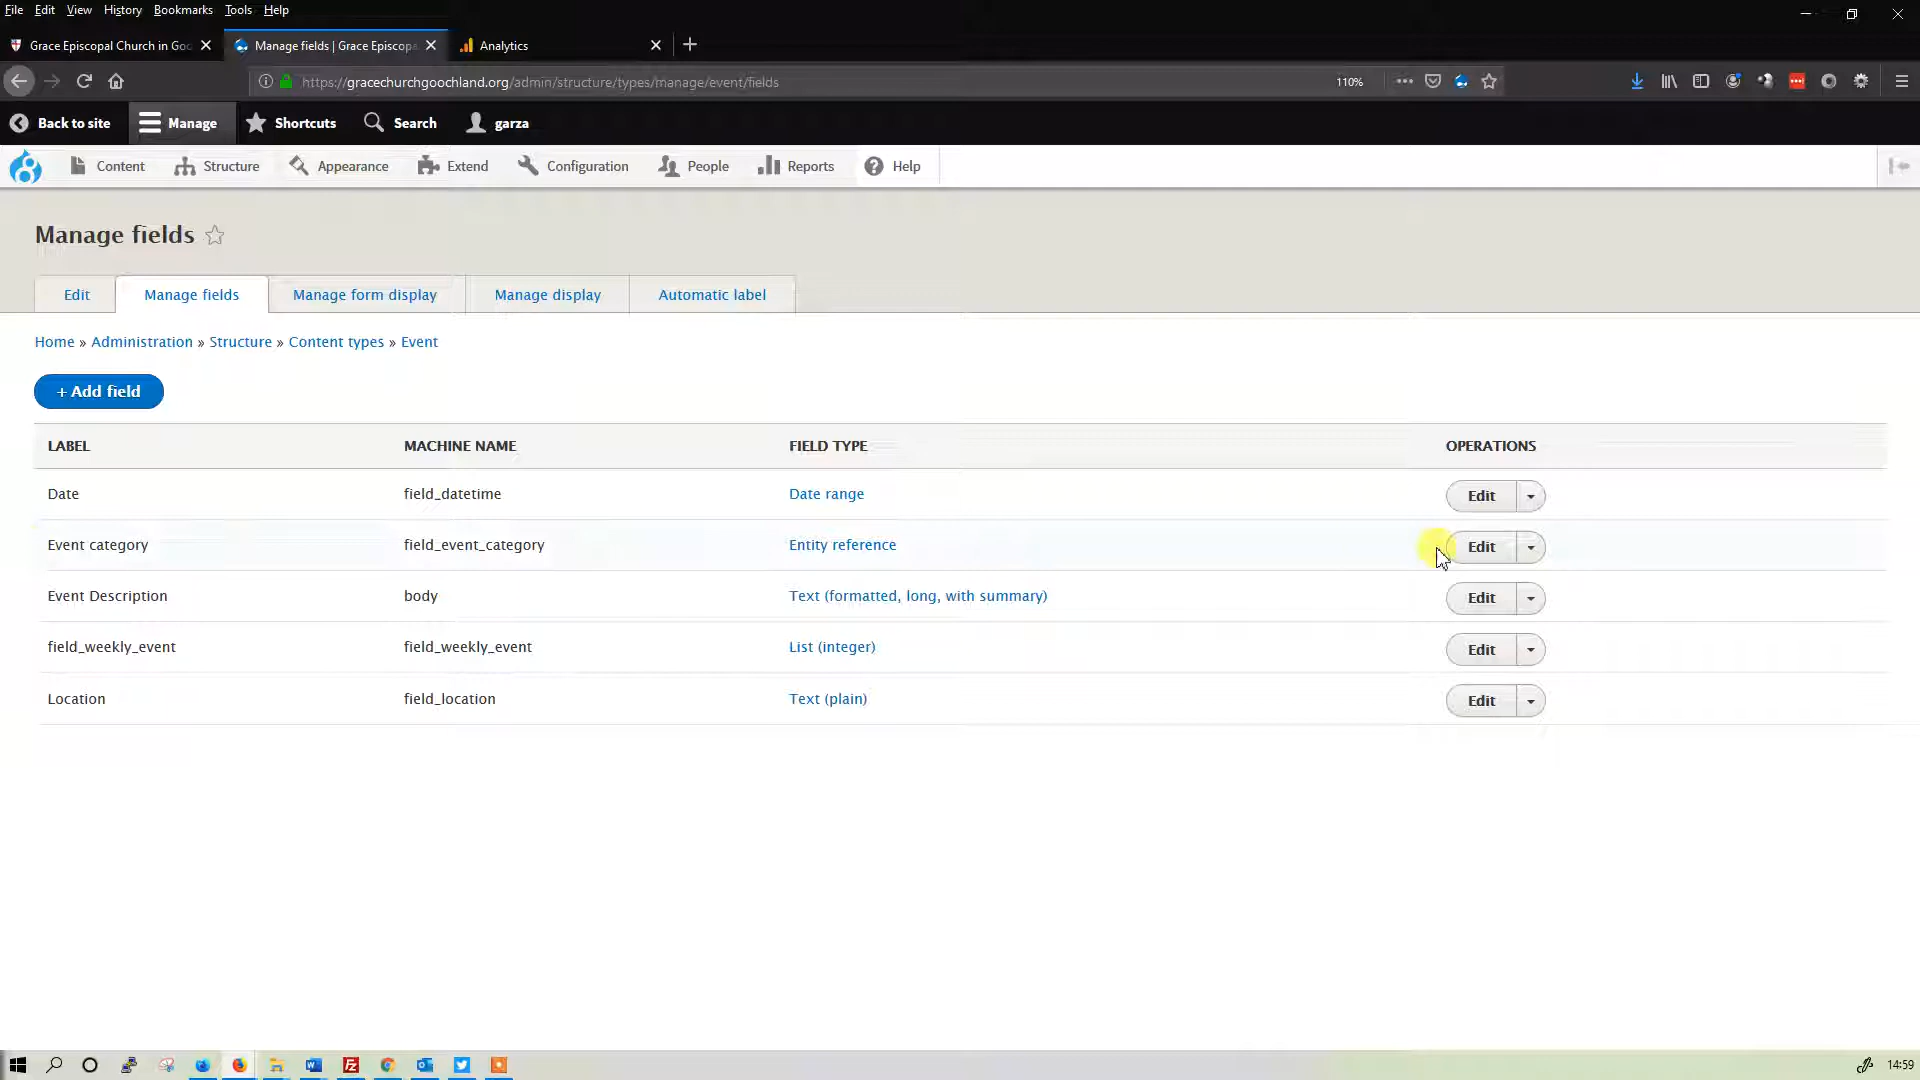 File Edit View History Bookmarks Tools Help
Grace Episcopal Church in Goo
Manage fields | Grace Episcopa
Analytics
https://gracechurchgoochland.org/admin/structure/types/manage/event/fields 110%
Back to site Manage Shortcuts Search garza
Content Structure Appearance Extend Configuration People Reports Help
Manage fields
Edit Manage fields Manage form display Manage display Automatic label
Home » Administration » Structure » Content types » Event
+ Add field
LABEL MACHINE NAME FIELD TYPE OPERATIONS
Date field_datetime Date range Edit
Event category field_event_category Entity reference Edit
Event Description body Text (formatted, long, with summary) Edit
field_weekly_event field_weekly_event List (integer) Edit
Location field_location Text (plain) Edit
14:59